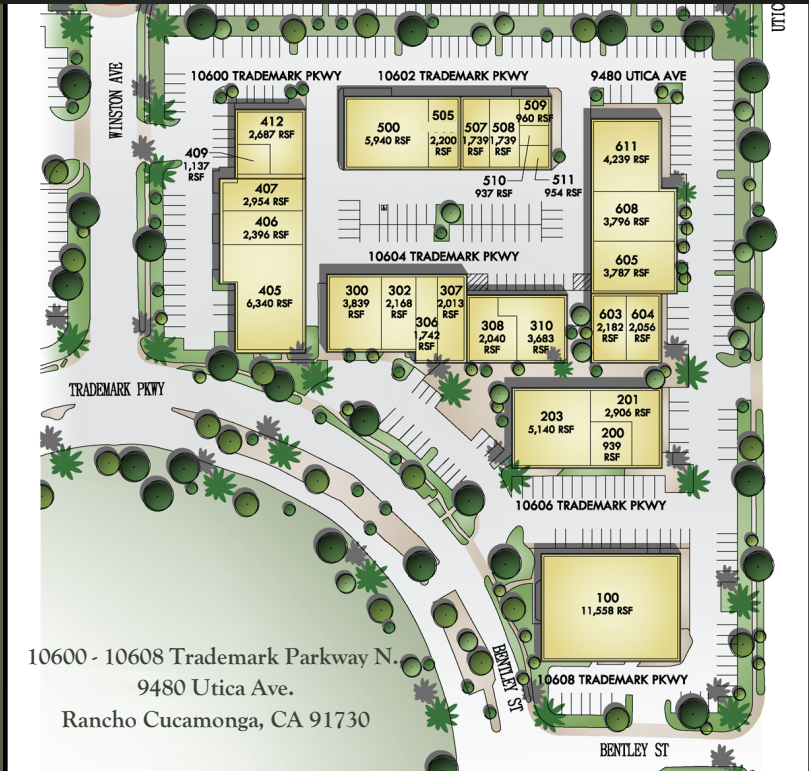 UTIC
WINSTON AVE
10600 TRADEMARK PKWY
10602 TRADEMARK PKWY
9480 UTICA AVE
412
2,687 RSF
409
1,137
RSF
407
2,954 RSF
406
2,396 RSF
405
6,340 RSF
500
5,940 RSF
505
2,200
RSF
507
1,739
RSF
508
1,739
RSF
509
960 RSF
510
937 RSF
511
954 RSF
611
4,239 RSF
608
3,796 RSF
605
3,787 RSF
603
2,182
RSF
604
2,056
RSF
10604 TRADEMARK PKWY
300
3,839
RSF
302
2,168
RSF
306
1,742
RSF
307
2,013
RSF
308
2,040
RSF
310
3,683
RSF
TRADEMARK PKWY
203
5,140 RSF
201
2,906 RSF
200
939
RSF
10606 TRADEMARK PKWY
100
11,558 RSF
10608 TRADEMARK PKWY
BENTLEY ST
BENTLEY ST
10600 - 10608 Trademark Parkway N.
9480 Utica Ave.
Rancho Cucamonga, CA 91730